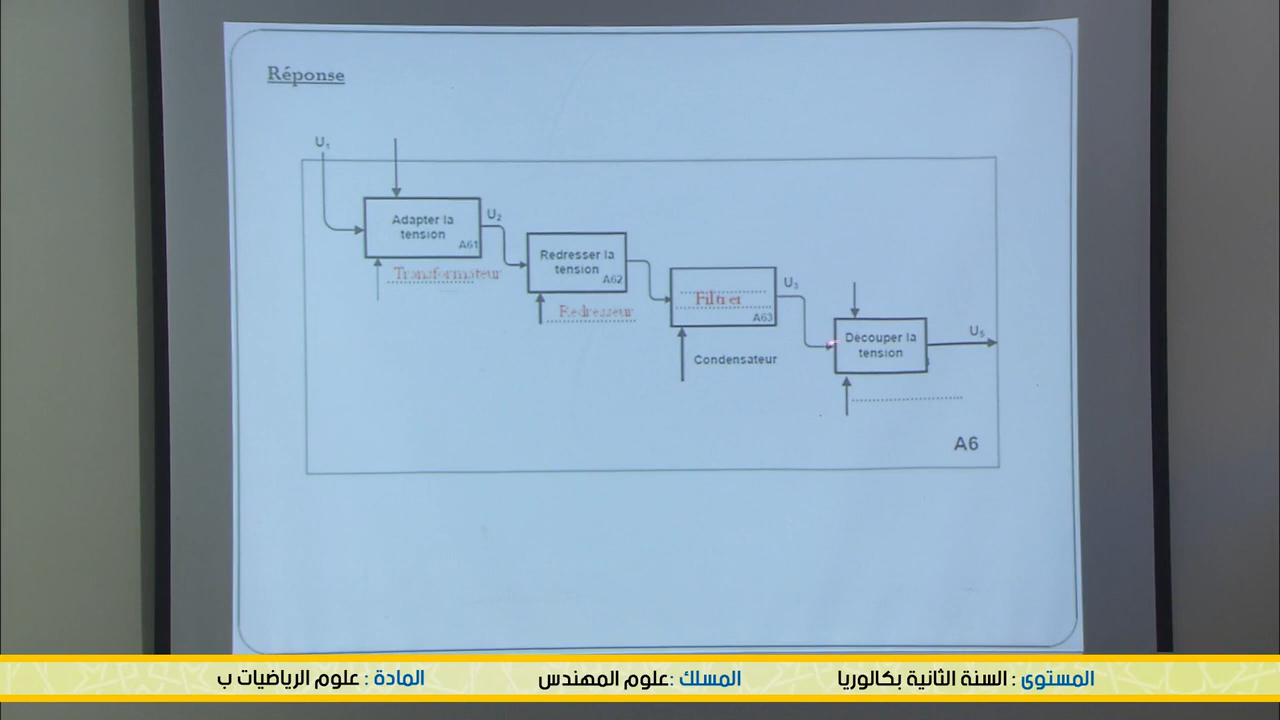 Réponse
U₁
Adapter la
tension
A61
U₂
Transformateur
Redresser la
tension
A62
Redresseur
Filtrer
A63
U₃
Condensateur
Découper la
tension
U₅
A6
المستوى : السنة الثانية بكالوريا
المسلك : علوم المهندس
المادة : علوم الرياضيات ب